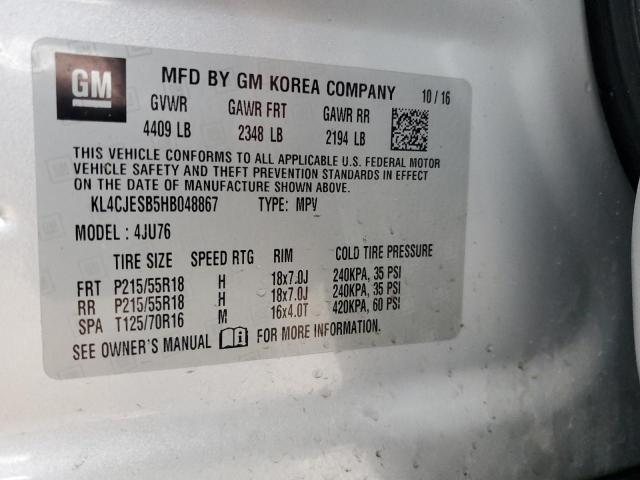 GM
MFD BY GM KOREA COMPANY 10/16
GVWR GAWR FRT GAWR RR
4409 LB 2348 LB 2194 LB
THIS VEHICLE CONFORMS TO ALL APPLICABLE U.S. FEDERAL MOTOR
VEHICLE SAFETY AND THEFT PREVENTION STANDARDS IN EFFECT
ON THE DATE OF MANUFACTURE SHOWN ABOVE.
KL4CJESB5HB048867 TYPE: MPV
MODEL : 4JU76
TIRE SIZE SPEED RTG RIM COLD TIRE PRESSURE
FRT P215/55R18 H 18x7.0J 240KPA, 35 PSI
RR P215/55R18 H 18x7.0J 240KPA, 35 PSI
SPA T125/70R16 M 16x4.0T 420KPA, 60 PSI
SEE OWNER'S MANUAL FOR MORE INFORMATION.